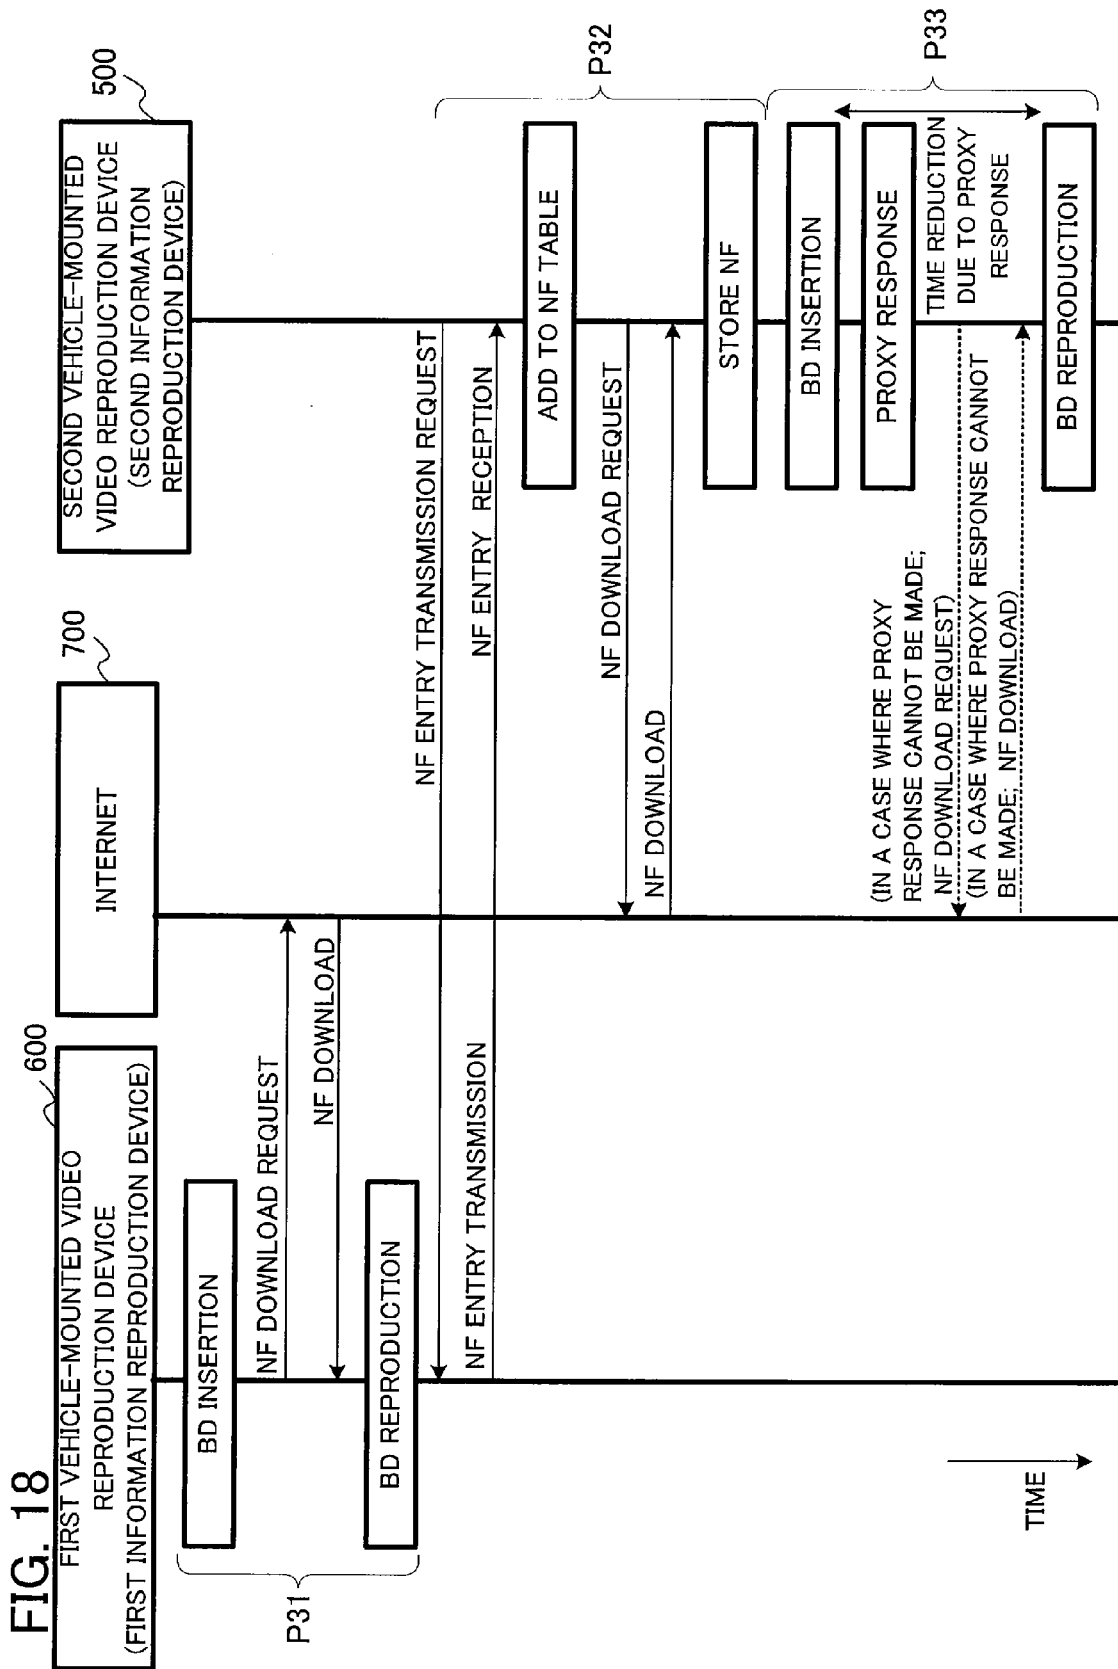 FIG. 18
FIRST VEHICLE-MOUNTED VIDEO
REPRODUCTION DEVICE
(FIRST INFORMATION REPRODUCTION DEVICE)
600
INTERNET
700
SECOND VEHICLE-MOUNTED
VIDEO REPRODUCTION DEVICE
(SECOND INFORMATION
REPRODUCTION DEVICE)
500
P31
BD INSERTION
NF DOWNLOAD REQUEST
NF DOWNLOAD
BD REPRODUCTION
NF ENTRY TRANSMISSION REQUEST
NF ENTRY TRANSMISSION
NF ENTRY RECEPTION
P32
ADD TO NF TABLE
NF DOWNLOAD REQUEST
NF DOWNLOAD
STORE NF
P33
BD INSERTION
PROXY RESPONSE
(IN A CASE WHERE PROXY
RESPONSE CANNOT BE MADE;
NF DOWNLOAD REQUEST)
(IN A CASE WHERE PROXY RESPONSE CANNOT
BE MADE; NF DOWNLOAD)
TIME REDUCTION
DUE TO PROXY
RESPONSE
BD REPRODUCTION
TIME